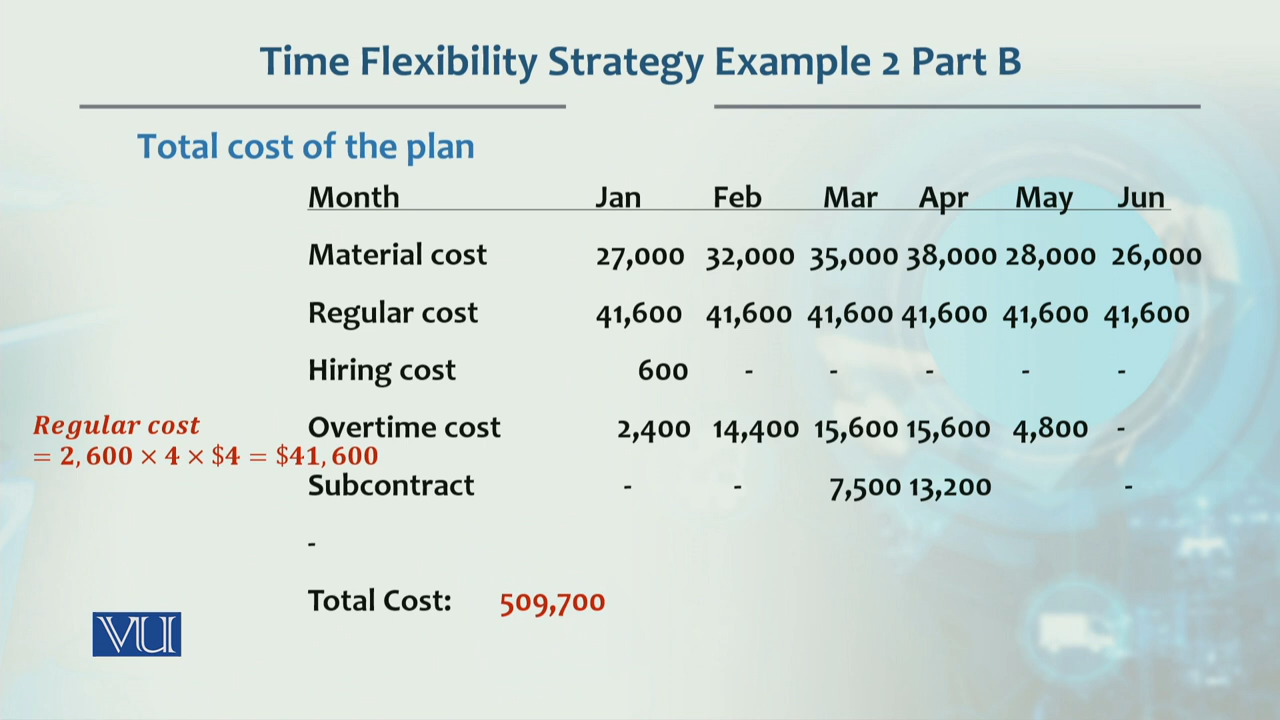 Time Flexibility Strategy Example 2 Part B
Total cost of the plan
Month Jan Feb Mar Apr May Jun
Material cost 27,000 32,000 35,000 38,000 28,000 26,000
Regular cost 41,600 41,600 41,600 41,600 41,600 41,600
Hiring cost 600 - - - - -
Overtime cost 2,400 14,400 15,600 15,600 4,800 -
Regular cost
= 2,600 × 4 × $4 = $41,600
Subcontract - - 7,500 13,200 -
-
Total Cost: 509,700
VU